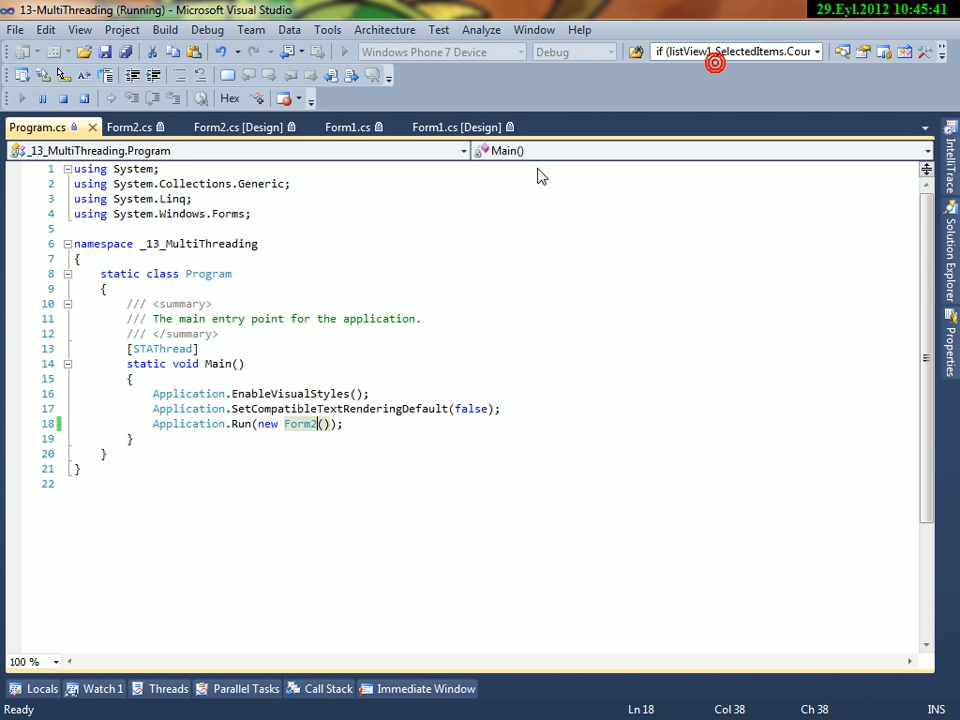 13-MultiThreading (Running) - Microsoft Visual Studio
29.Eyl.2012 10:45:41
File Edit View Project Build Debug Team Data Tools Architecture Test Analyze Window Help
Windows Phone 7 Device Debug if (listView1.SelectedItems.Cour
Hex
Program.cs Form2.cs Form2.cs [Design] Form1.cs Form1.cs [Design]
_13_MultiThreading.Program Main()
1 using System;
2 using System.Collections.Generic;
3 using System.Linq;
4 using System.Windows.Forms;
5
6 namespace _13_MultiThreading
7 {
8 static class Program
9 {
10 /// <summary>
11 /// The main entry point for the application.
12 /// </summary>
13 [STAThread]
14 static void Main()
15 {
16 Application.EnableVisualStyles();
17 Application.SetCompatibleTextRenderingDefault(false);
18 Application.Run(new Form2());
19 }
20 }
21 }
22
IntelliTrace
Solution Explorer
Properties
100 %
Locals Watch 1 Threads Parallel Tasks Call Stack Immediate Window
Ready Ln 18 Col 38 Ch 38 INS